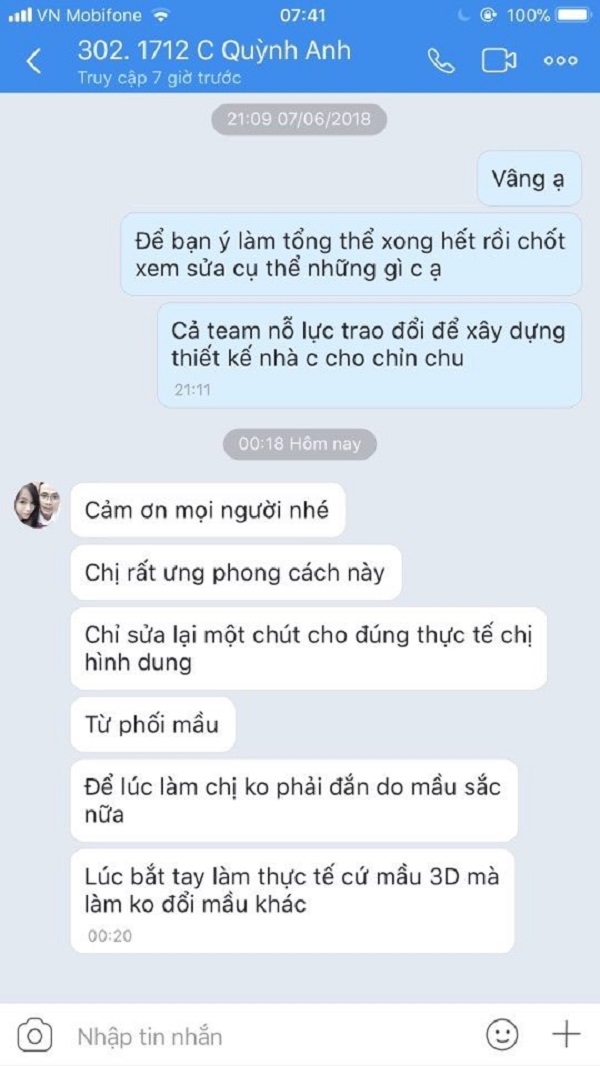 VN Mobifone 07:41 100%
302. 1712 C Quỳnh Anh
Truy cập 7 giờ trước
21:09 07/06/2018
Vâng ạ
Để bạn ý làm tổng thể xong hết rồi chốt
xem sửa cụ thể những gì c ạ
Cả team nỗ lực trao đổi để xây dựng
thiết kế nhà c cho chỉn chu
21:11
00:18 Hôm nay
Cảm ơn mọi người nhé
Chị rất ưng phong cách này
Chỉ sửa lại một chút cho đúng thực tế chị
hình dung
Từ phối mầu
Để lúc làm chị ko phải đắn do mầu sắc
nữa
Lúc bắt tay làm thực tế cứ mầu 3D mà
làm ko đổi mầu khác
00:20
Nhập tin nhắn